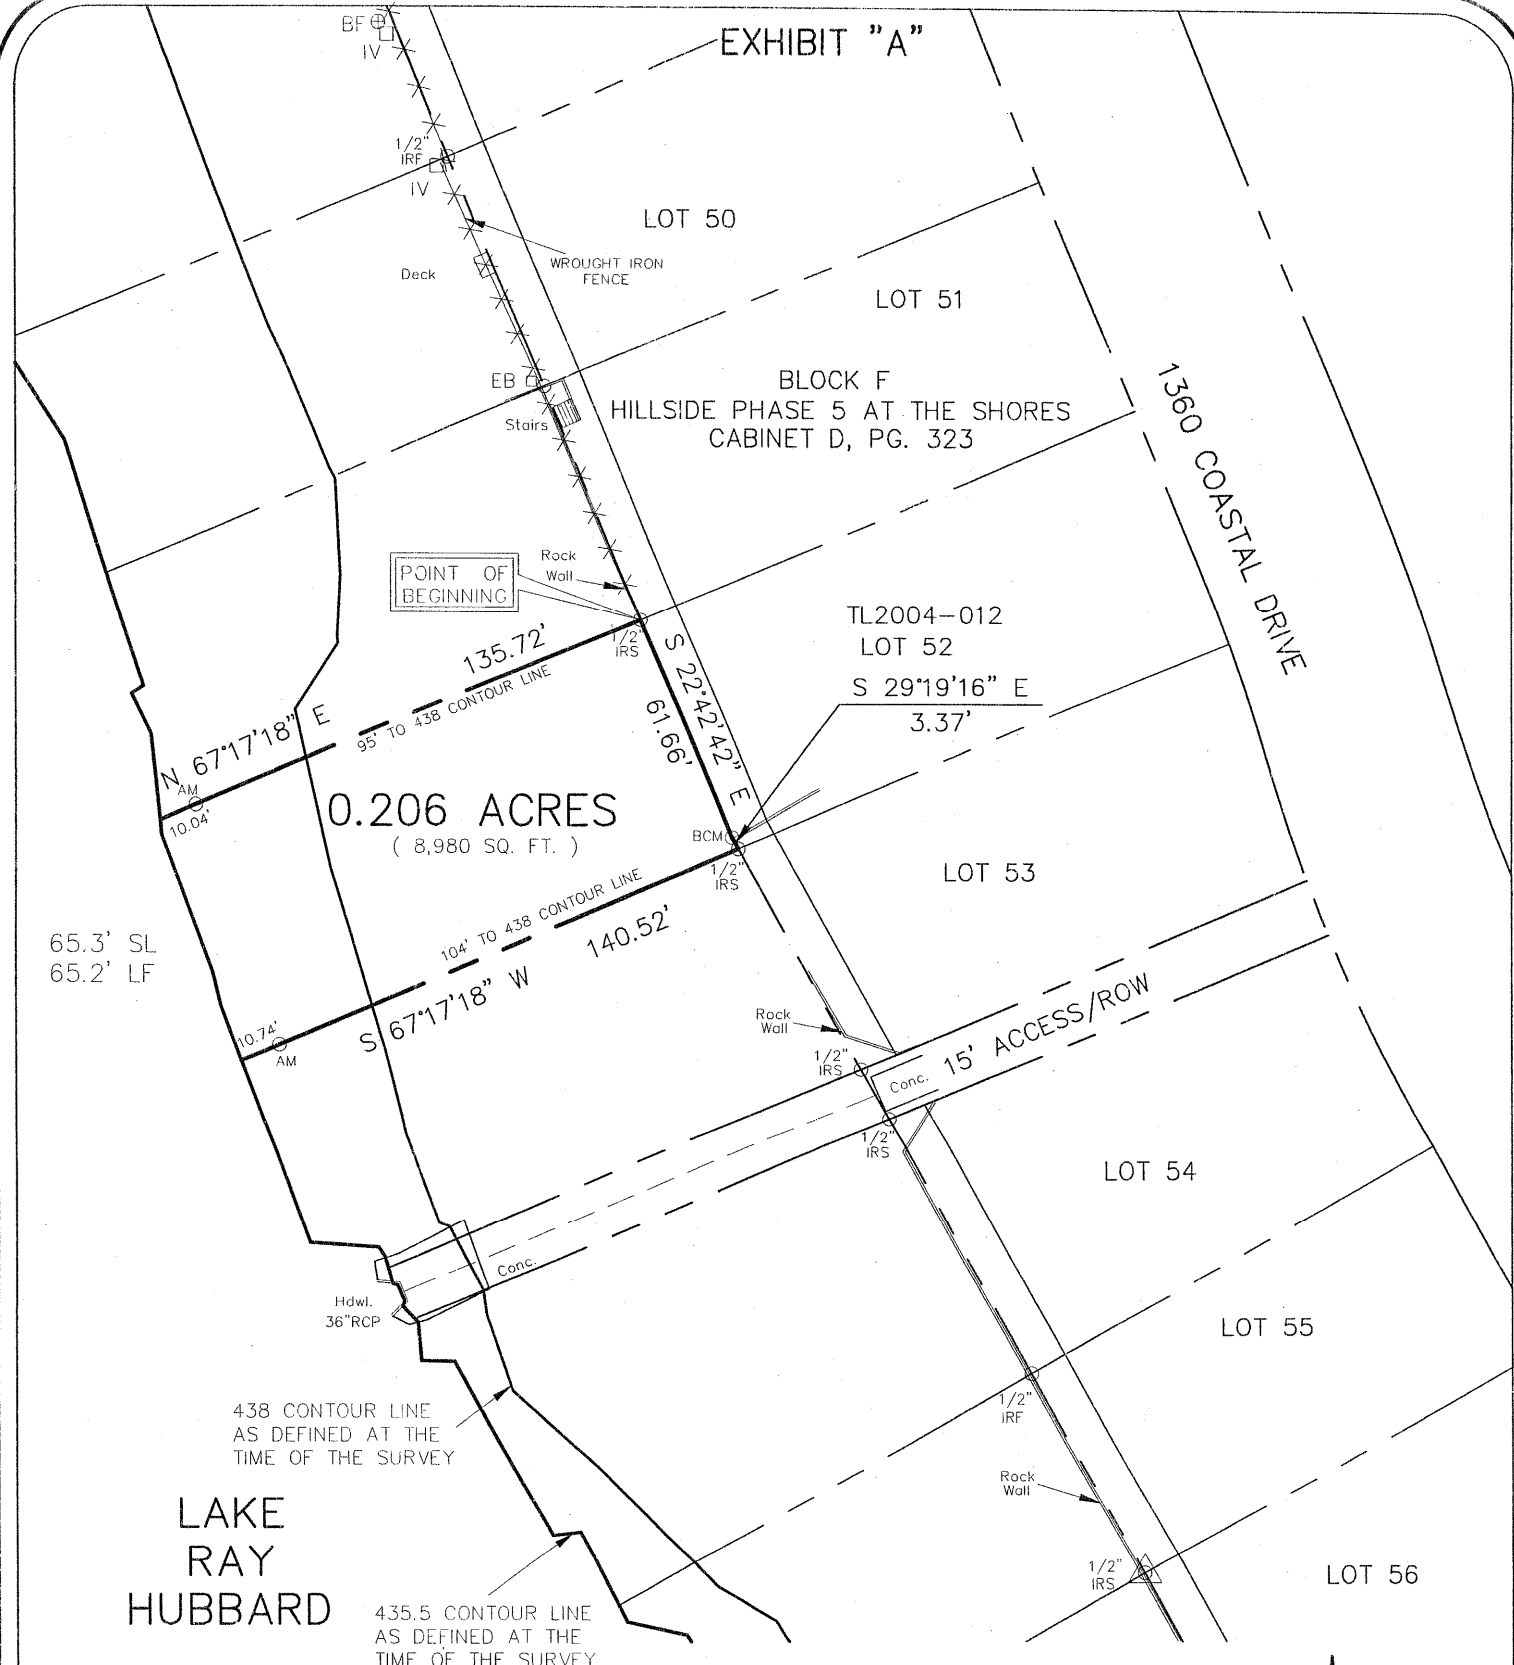 EXHIBIT "A"
BF
IV
1/2"
IRF
IV
LOT 50
WROUGHT IRON
FENCE
Deck
LOT 51
EB
Stairs
BLOCK F
HILLSIDE PHASE 5 AT THE SHORES
CABINET D, PG. 323
1360 COASTAL DRIVE
Rock
Wall
POINT OF
BEGINNING
1/2"
IRS
TL2004-012
LOT 52
S 29°19'16" E
3.37'
135.72'
N 67°17'18" E
95' TO 438 CONTOUR LINE
S 22°42'42" E
61.66'
AM
10.04'
0.206 ACRES
( 8,980 SQ. FT. )
BCM
1/2"
IRS
LOT 53
104' TO 438 CONTOUR LINE
140.52'
S 67°17'18" W
65.3' SL
65.2' LF
10.74'
AM
Rock
Wall
1/2"
IRS
Conc.
15' ACCESS/ROW
1/2"
IRS
LOT 54
Conc.
Hdwl.
36"RCP
LOT 55
1/2"
IRF
438 CONTOUR LINE
AS DEFINED AT THE
TIME OF THE SURVEY
Rock
Wall
LAKE
RAY
HUBBARD
1/2"
IRS
LOT 56
435.5 CONTOUR LINE
AS DEFINED AT THE
TIME OF THE SURVEY